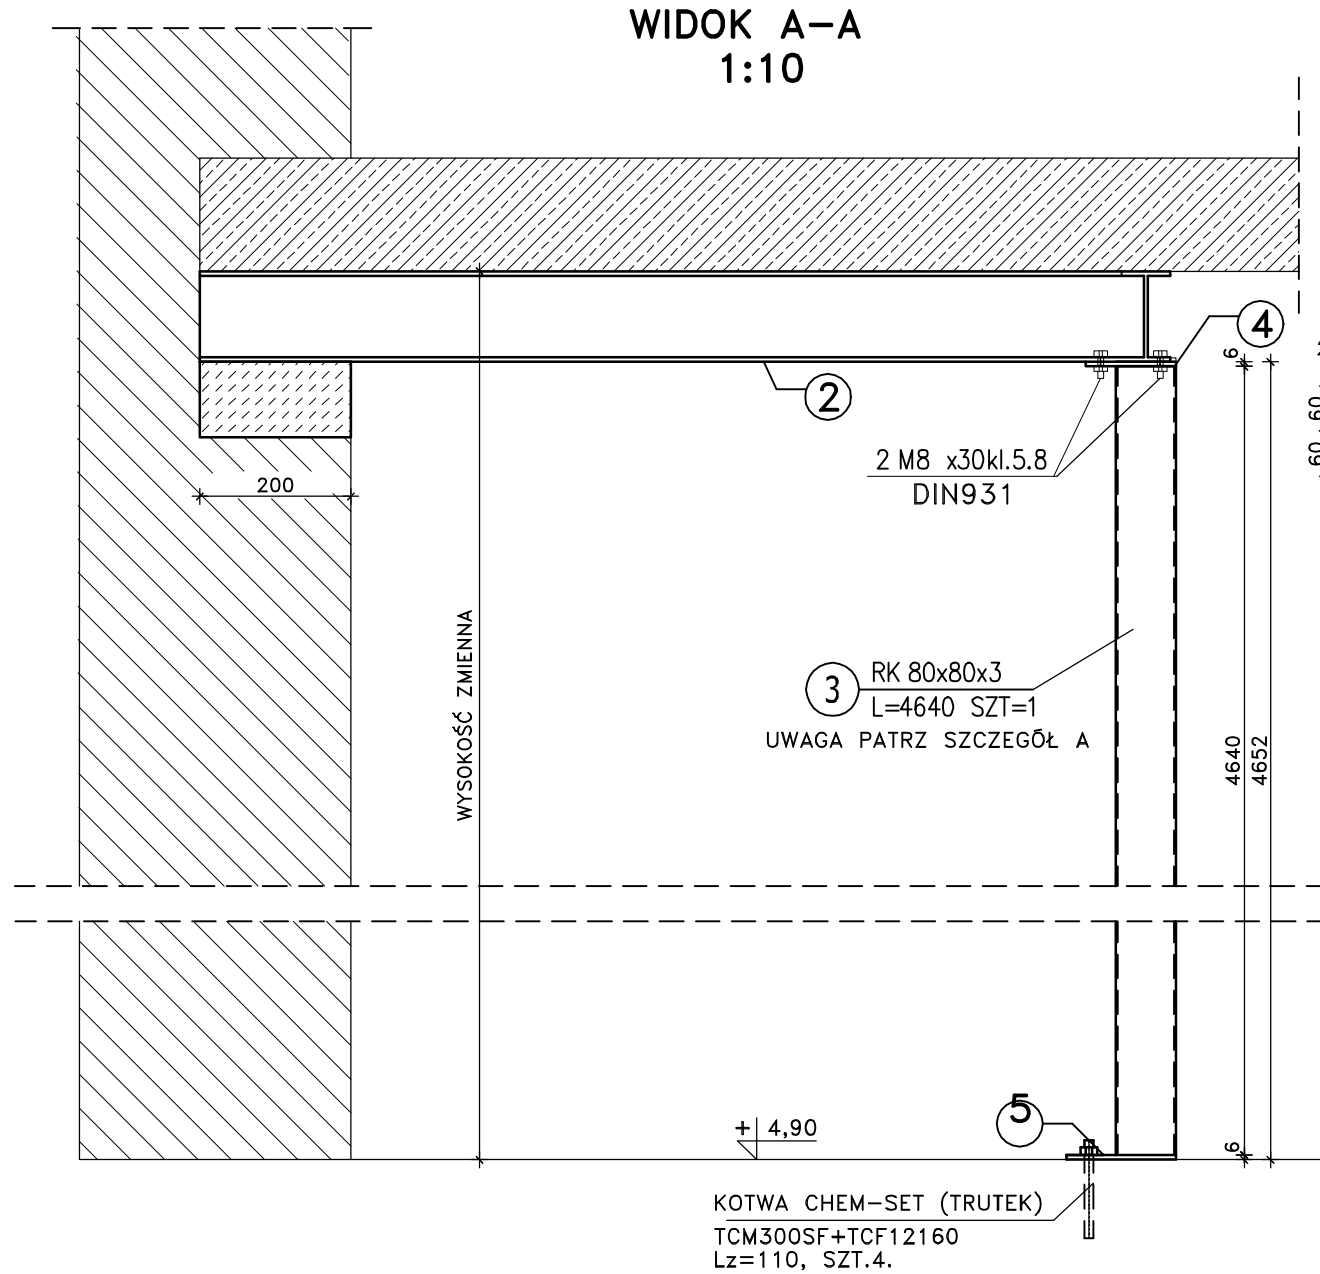 WIDOK A-A
1:10
4
6
2
60 60
2 M8 x30kl.5.8
DIN931
200
WYSOKOŚĆ ZMIENNA
3
RK 80x80x3
L=4640 SZT=1
UWAGA PATRZ SZCZEGÓŁ A
4640
4652
5
+ 4,90
6
KOTWA CHEM-SET (TRUTEK)
TCM300SF+TCF12160
Lz=110, SZT.4.